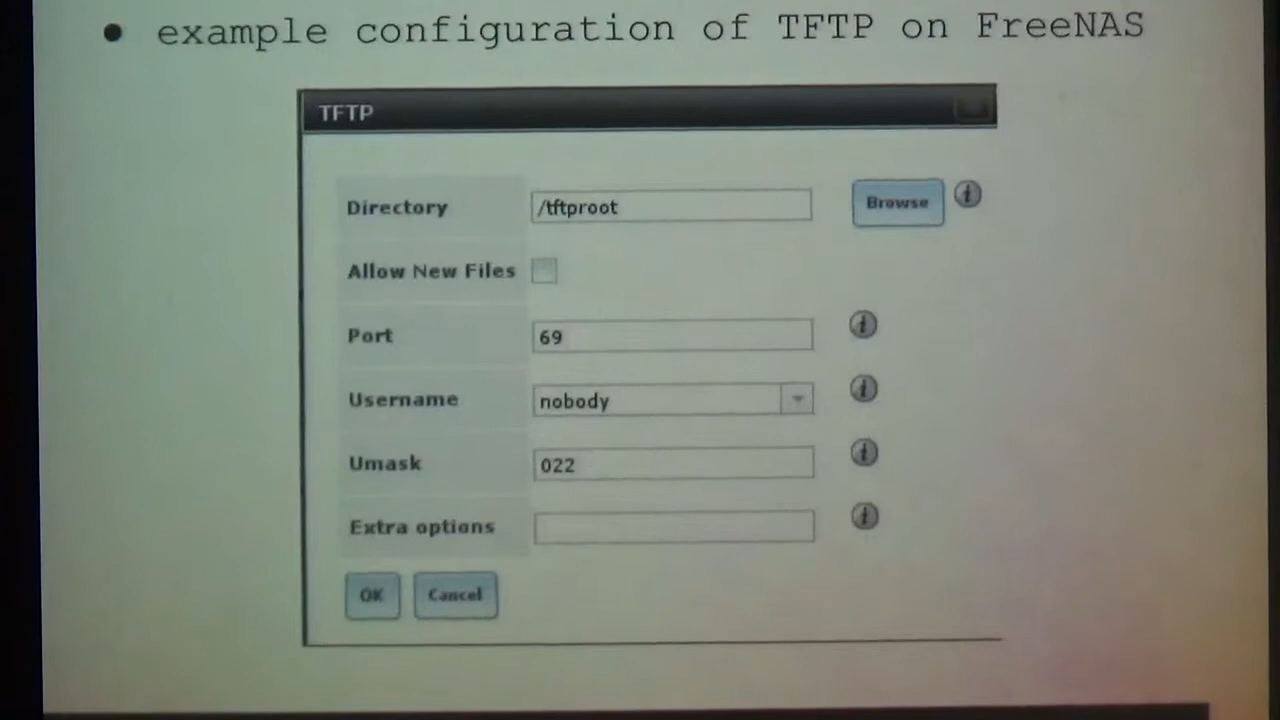 • example configuration of TFTP on FreeNAS
TFTP
Directory /tftproot Browse
Allow New Files
Port 69
Username nobody
Umask 022
Extra options
OK Cancel